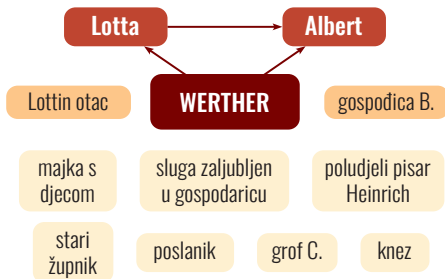 Lotta
Albert
Lottin otac
WERTHER
gospođica B.
majka s
djecom
sluga zaljubljen
u gospodaricu
poludjeli pisar
Heinrich
stari
župnik
poslanik
grof C.
knez